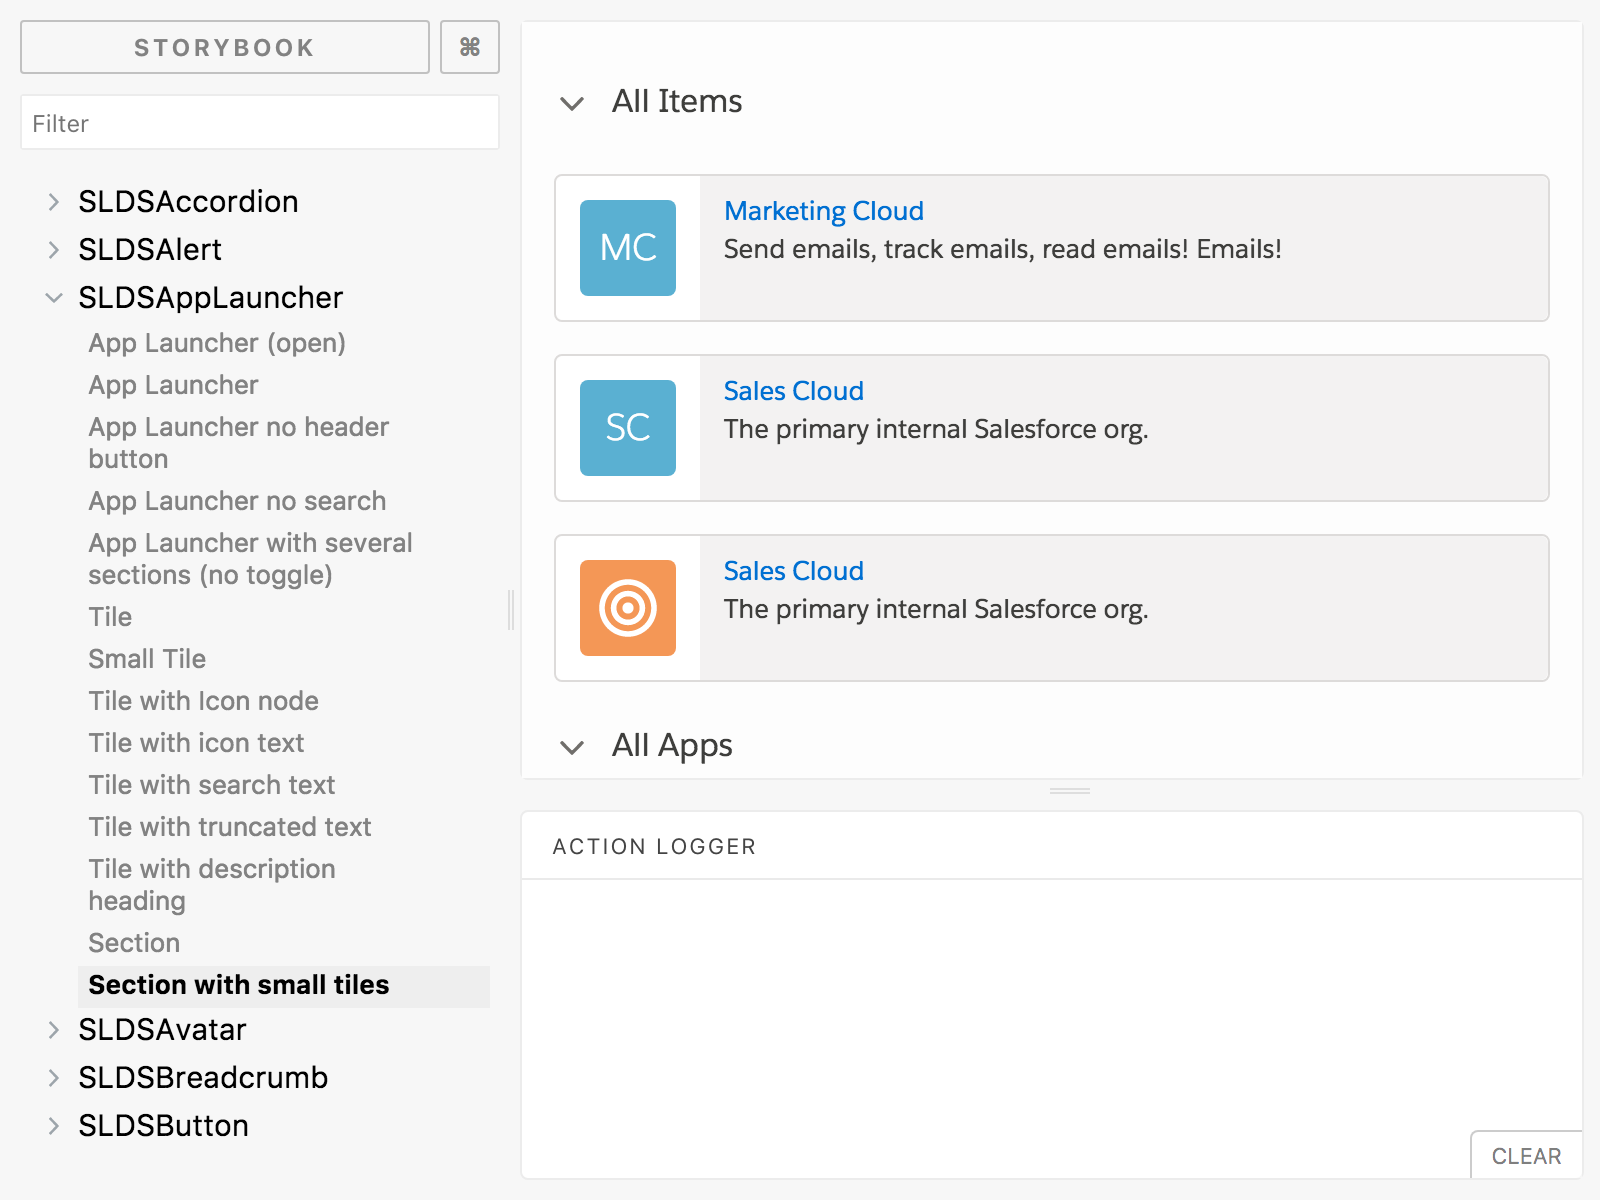 STORYBOOK
⌘
Filter
SLDSAccordion
SLDSAlert
SLDSAppLauncher
App Launcher (open)
App Launcher
App Launcher no header
button
App Launcher no search
App Launcher with several
sections (no toggle)
Tile
Small Tile
Tile with Icon node
Tile with icon text
Tile with search text
Tile with truncated text
Tile with description
heading
Section
Section with small tiles
SLDSAvatar
SLDSBreadcrumb
SLDSButton
All Items
MC
Marketing Cloud
Send emails, track emails, read emails! Emails!
SC
Sales Cloud
The primary internal Salesforce org.
Sales Cloud
The primary internal Salesforce org.
All Apps
ACTION LOGGER
CLEAR